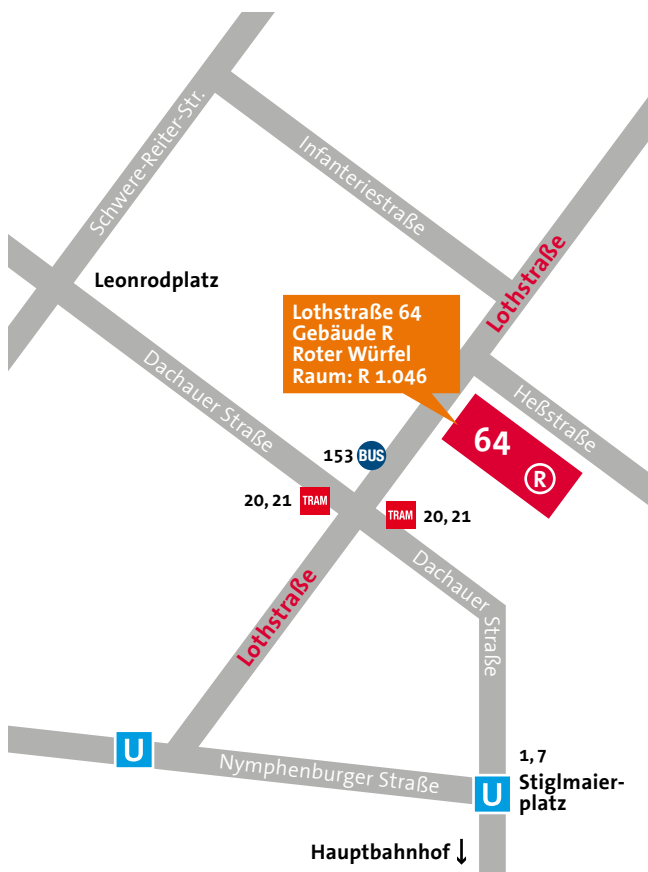 Schwere-Reiter-Str.
Infanteriestraße
Lothstraße
Leonrodplatz
Lothstraße 64
Gebäude R
Roter Würfel
Raum: R 1.046
Dachauer Straße
Heßstraße
64
R
153 BUS
20, 21 TRAM
TRAM 20, 21
Dachauer
Straße
Lothstraße
U
Nymphenburger Straße
1, 7
U Stiglmaier-
platz
Hauptbahnhof ↓